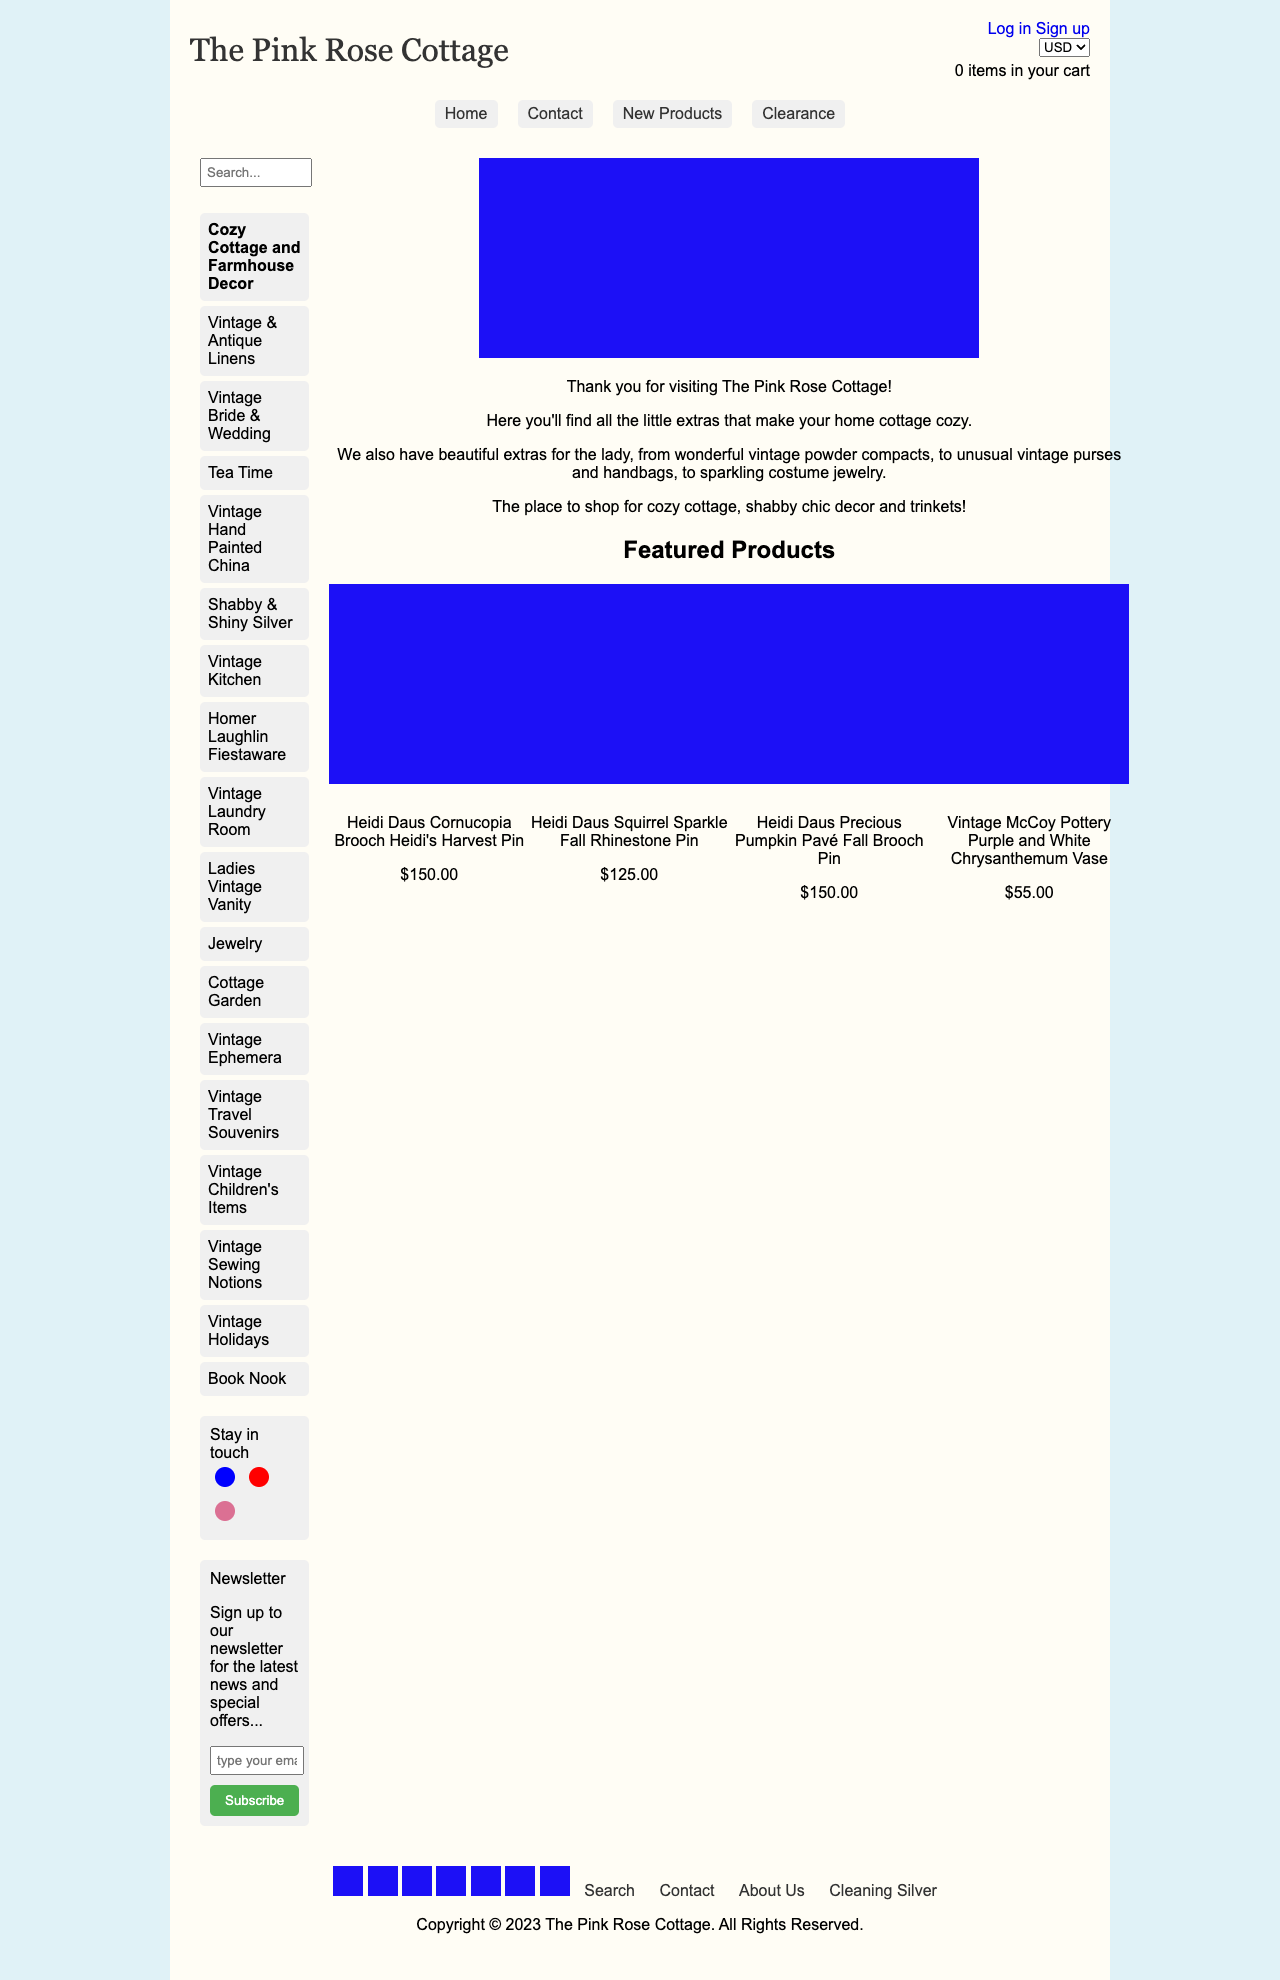 The Pink Rose Cottage
Log in Sign up
USD
0 items in your cart
Home Contact New Products Clearance
Search...
Cozy
Cottage and
Farmhouse
Decor
Vintage &
Antique
Linens
Vintage
Bride &
Wedding
Tea Time
Vintage
Hand
Painted
China
Shabby &
Shiny Silver
Vintage
Kitchen
Homer
Laughlin
Fiestaware
Vintage
Laundry
Room
Ladies
Vintage
Vanity
Jewelry
Cottage
Garden
Vintage
Ephemera
Vintage
Travel
Souvenirs
Vintage
Children's
Items
Vintage
Sewing
Notions
Vintage
Holidays
Book Nook
Stay in
touch
Newsletter
Sign up to
our
newsletter
for the latest
news and
special
offers...
type your ema
Subscribe
Thank you for visiting The Pink Rose Cottage!
Here you'll find all the little extras that make your home cottage cozy.
We also have beautiful extras for the lady, from wonderful vintage powder compacts, to unusual vintage purses
and handbags, to sparkling costume jewelry.
The place to shop for cozy cottage, shabby chic decor and trinkets!
Featured Products
Heidi Daus Cornucopia
Brooch Heidi's Harvest Pin
$150.00
Heidi Daus Squirrel Sparkle
Fall Rhinestone Pin
$125.00
Heidi Daus Precious
Pumpkin Pavé Fall Brooch
Pin
$150.00
Vintage McCoy Pottery
Purple and White
Chrysanthemum Vase
$55.00
Search Contact About Us Cleaning Silver
Copyright © 2023 The Pink Rose Cottage. All Rights Reserved.